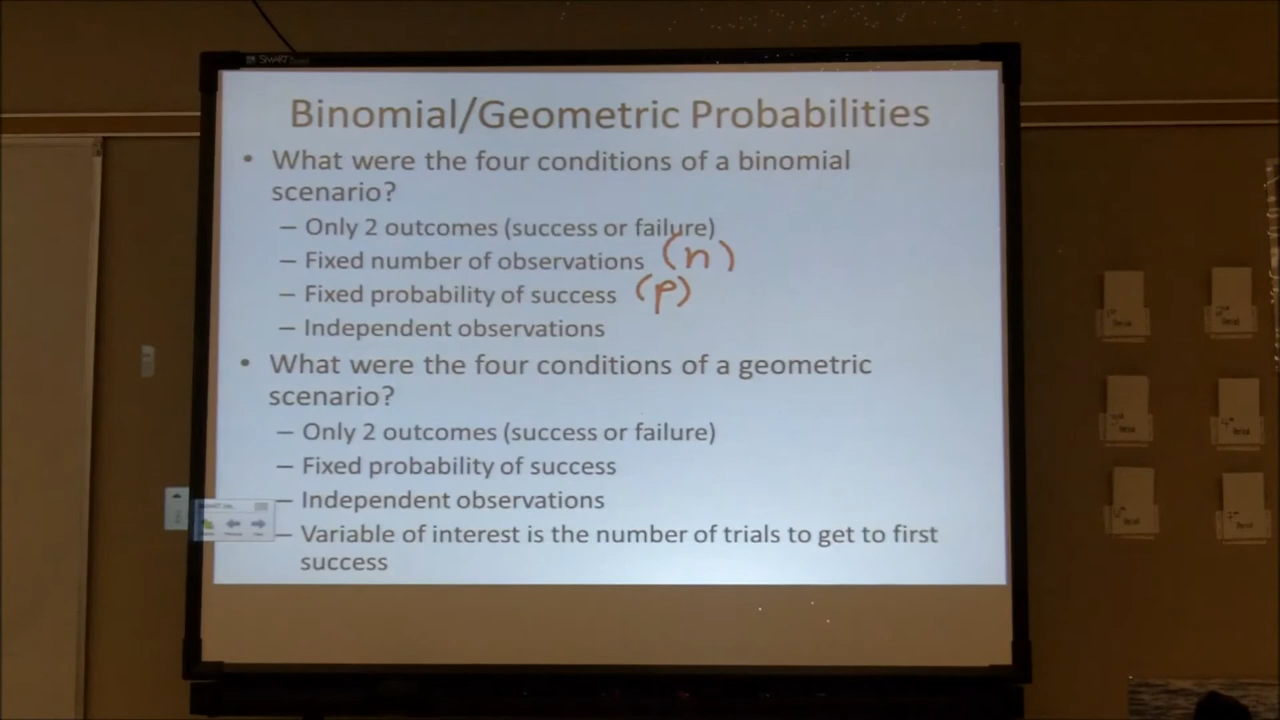 SMART
Binomial/Geometric Probabilities
• What were the four conditions of a binomial
scenario?
– Only 2 outcomes (success or failure)
– Fixed number of observations (n)
– Fixed probability of success (p)
– Independent observations
• What were the four conditions of a geometric
scenario?
– Only 2 outcomes (success or failure)
– Fixed probability of success
– Independent observations
– Variable of interest is the number of trials to get to first
success